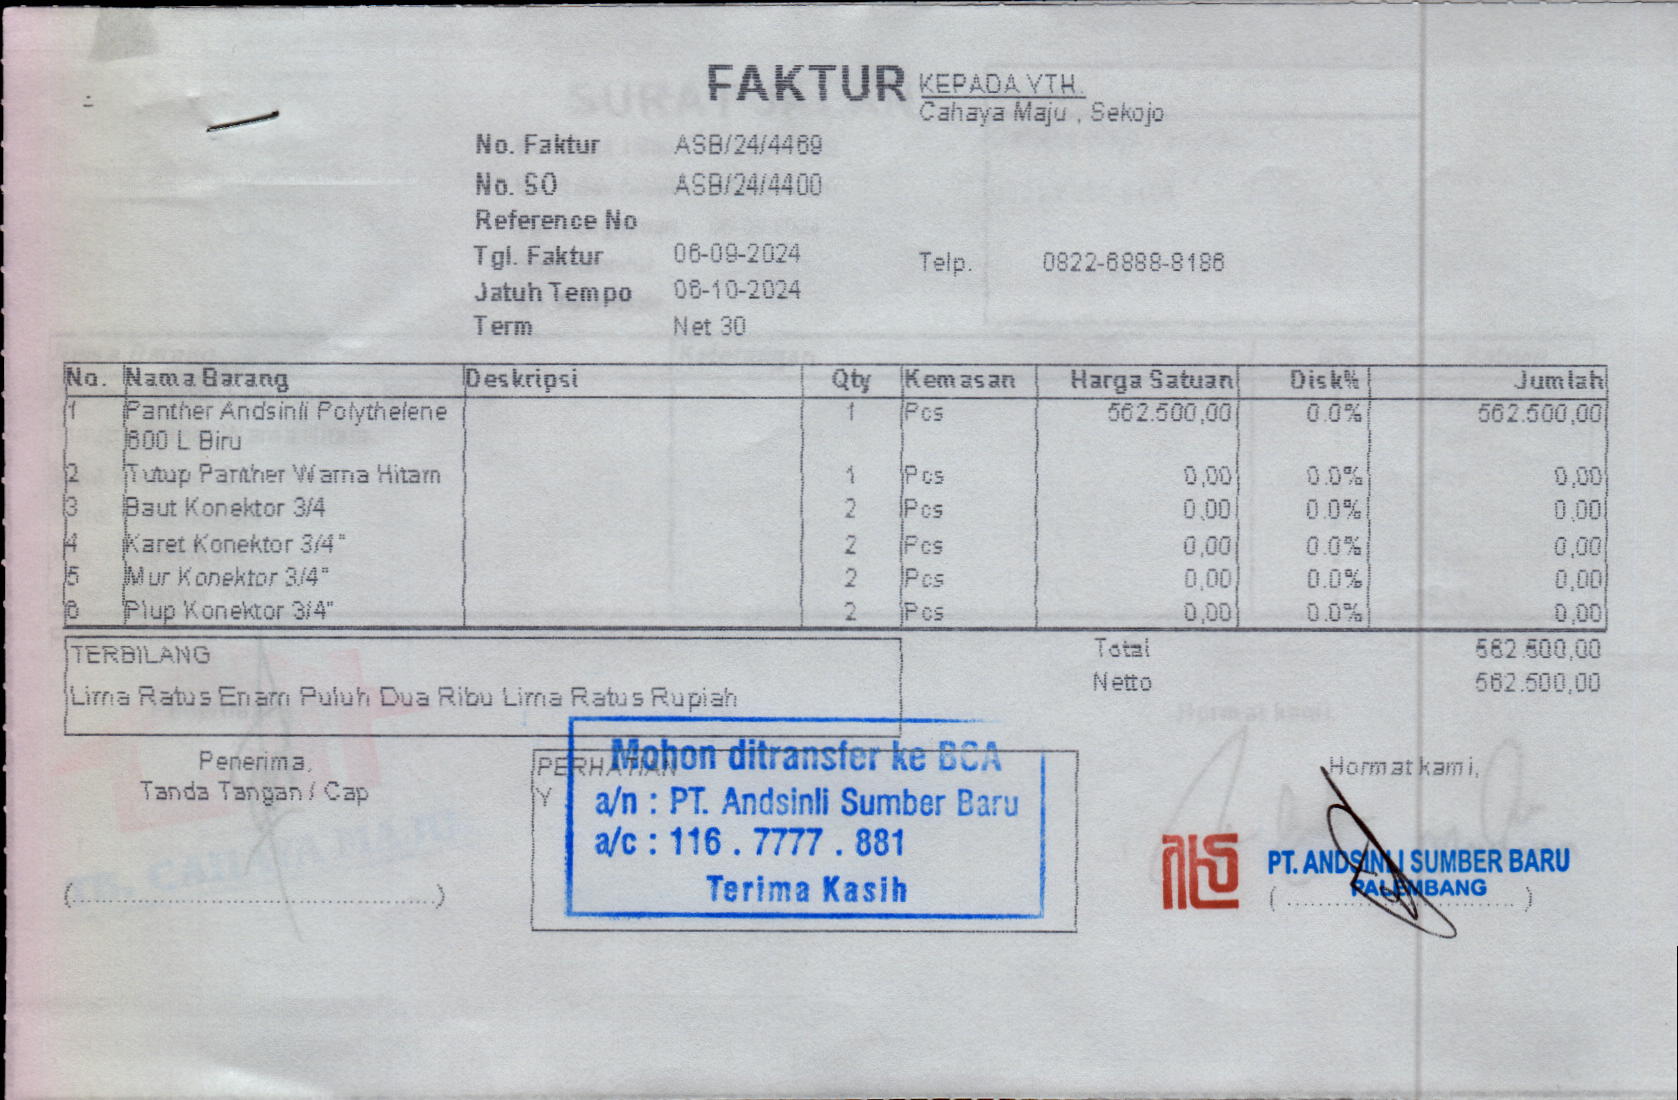 FAKTUR
KEPADA YTH.
Cahaya Maju , Sekojo
No. Faktur ASB/24/4469
No. SO ASB/24/4400
Reference No
Tgl. Faktur 06-09-2024
Telp. 0822-6888-8186
Jatuh Tempo 06-10-2024
Term Net 30
No. Nama Barang Deskripsi Qty Kemasan Harga Satuan Disk% Jumlah
1 Panther Andsinli Polythelene 1 Pcs 562.500,00 0.0% 562.500,00
600 L Biru
2 Tutup Panther Warna Hitam 1 Pcs 0,00 0.0% 0,00
3 Baut Konektor 3/4 2 Pcs 0,00 0.0% 0,00
4 Karet Konektor 3/4" 2 Pcs 0,00 0.0% 0,00
5 Mur Konektor 3/4" 2 Pcs 0,00 0.0% 0,00
6 Plup Konektor 3/4" 2 Pcs 0,00 0.0% 0,00
TERBILANG
Lima Ratus Enam Puluh Dua Ribu Lima Ratus Rupiah
Total 562.500,00
Netto 562.500,00
Penerima,
Tanda Tangan / Cap
(..............................................)
PERHATIAN
Y
Mohon ditransfer ke BCA
a/n : PT. Andsinli Sumber Baru
a/c : 116 . 7777 . 881
Terima Kasih
Hormat kami,
PT. ANDSINLI SUMBER BARU
PALEMBANG
(..............................)
TB. CAHAYA MAJU